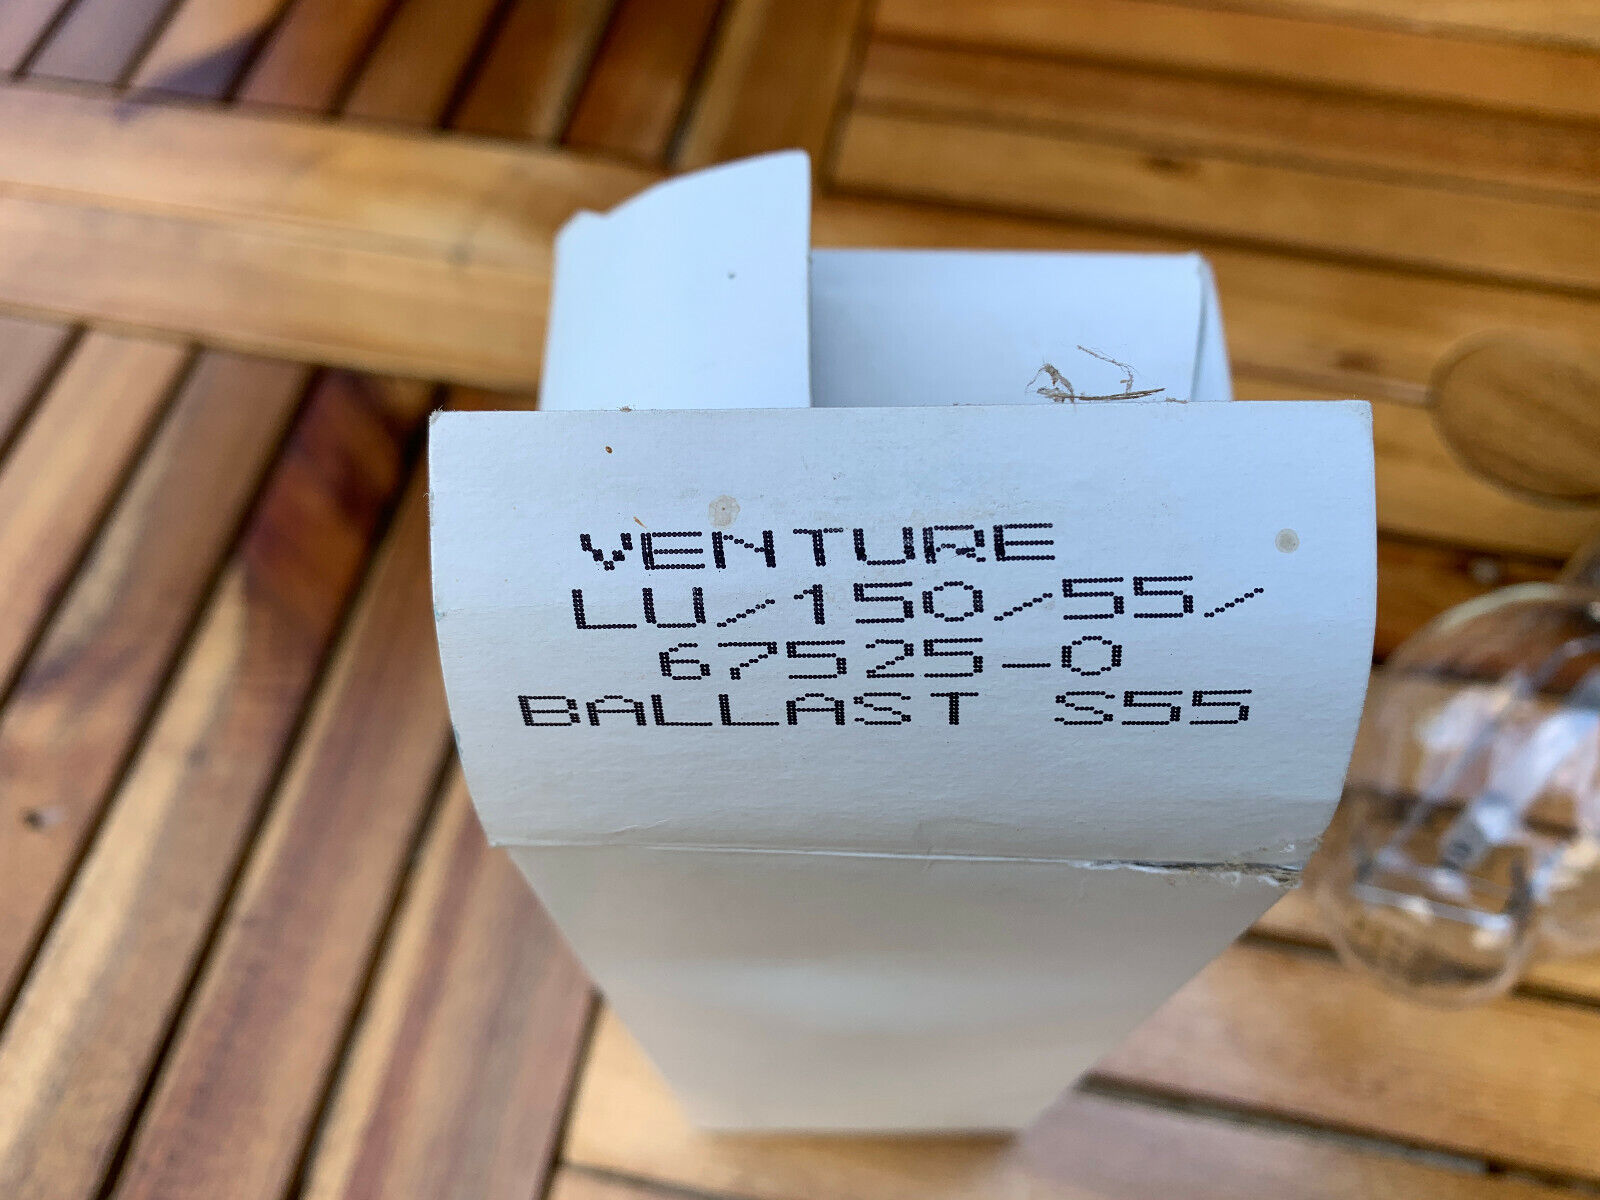 VENTURE
LU/150/55/
67525-0
BALLAST S55